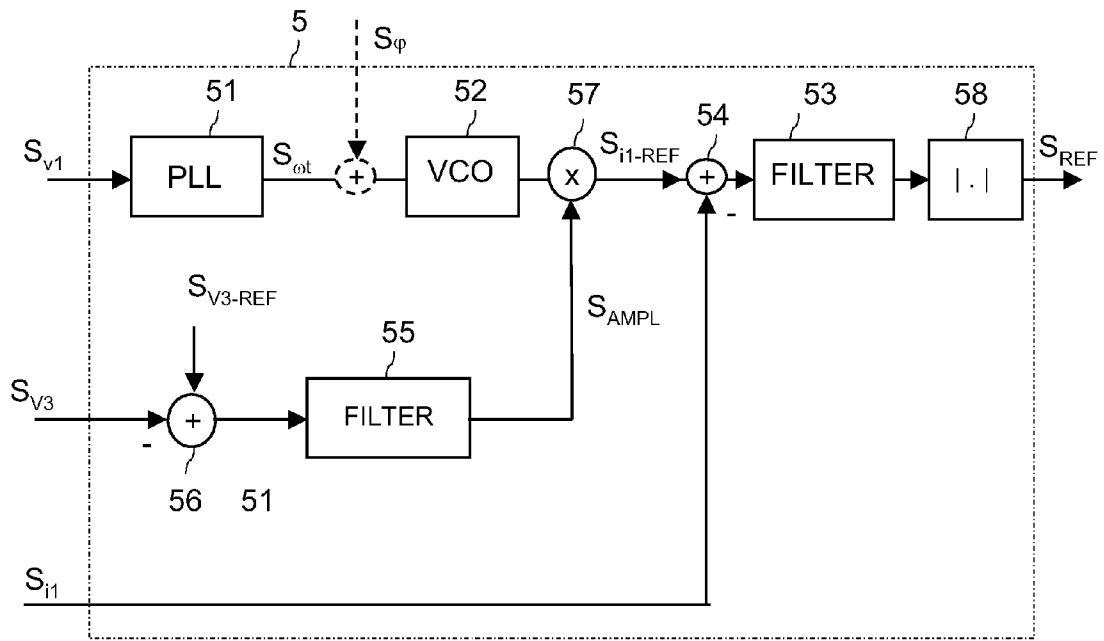 5
Sφ
51
52
57
53
58
54
Sv1
PLL
Sωt
+
VCO
x
Si1-REF
+
FILTER
|.|
SREF
-
SV3-REF
SAMPL
55
SV3
+
FILTER
-
56
51
Si1